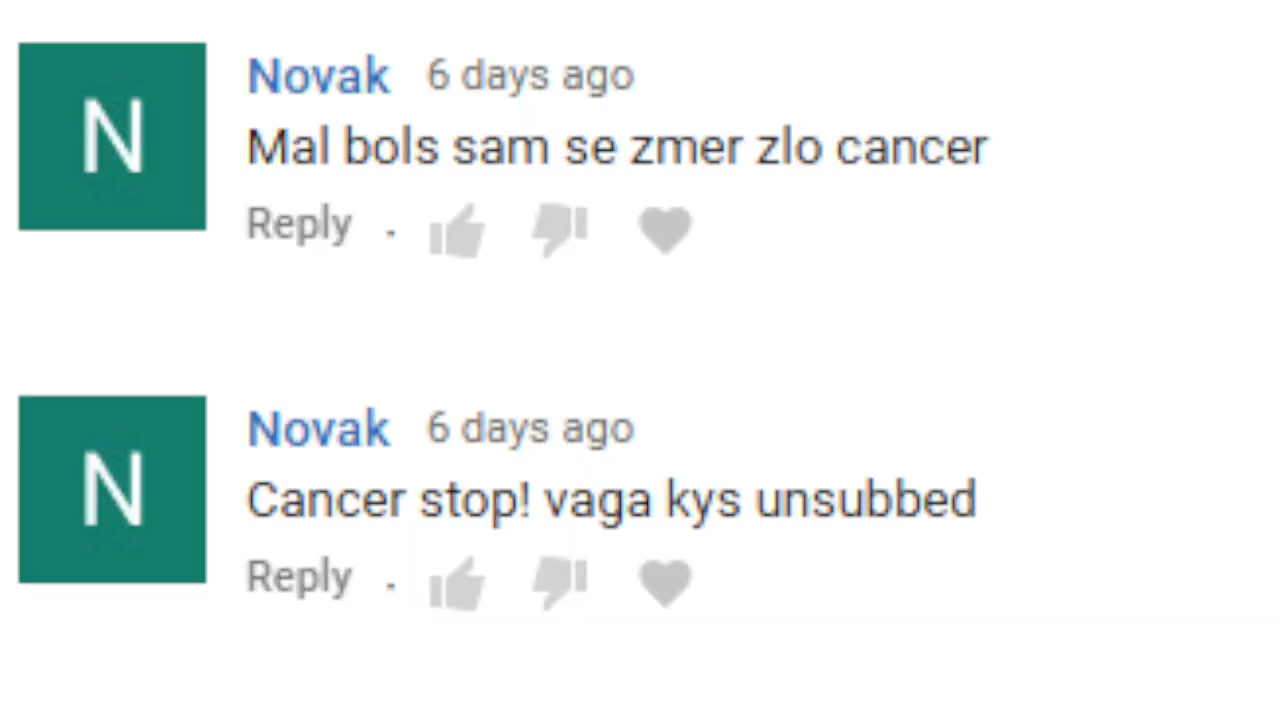 N
Novak 6 days ago
Mal bols sam se zmer zlo cancer
Reply .
N
Novak 6 days ago
Cancer stop! vaga kys unsubbed
Reply .